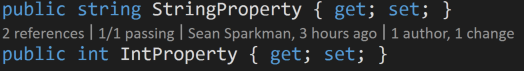 public string StringProperty { get; set; }
2 references | 1/1 passing | Sean Sparkman, 3 hours ago | 1 author, 1 change
public int IntProperty { get; set; }